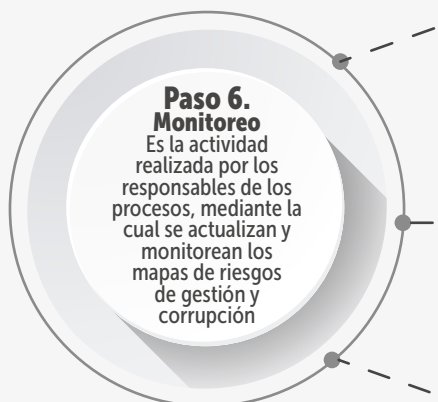 Paso 6.
Monitoreo
Es la actividad
realizada por los
responsables de los
procesos, mediante la
cual se actualizan y
monitorean los
mapas de riesgos
de gestión y
corrupción